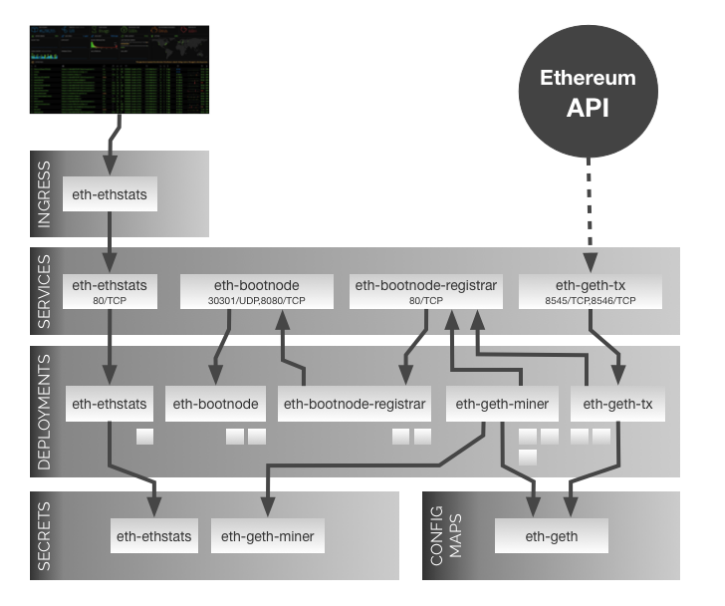 Ethereum
API
INGRESS
eth-ethstats
SERVICES
eth-ethstats
80/TCP
eth-bootnode
30301/UDP,8080/TCP
eth-bootnode-registrar
80/TCP
eth-geth-tx
8545/TCP,8546/TCP
DEPLOYMENTS
eth-ethstats
eth-bootnode
eth-bootnode-registrar
eth-geth-miner
eth-geth-tx
SECRETS
eth-ethstats
eth-geth-miner
CONFIG
MAPS
eth-geth